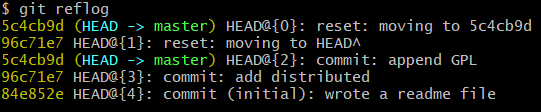 $ git reflog
5c4cb9d (HEAD -> master) HEAD@{0}: reset: moving to 5c4cb9d
96c71e7 HEAD@{1}: reset: moving to HEAD^
5c4cb9d (HEAD -> master) HEAD@{2}: commit: append GPL
96c71e7 HEAD@{3}: commit: add distributed
84e852e HEAD@{4}: commit (initial): wrote a readme file